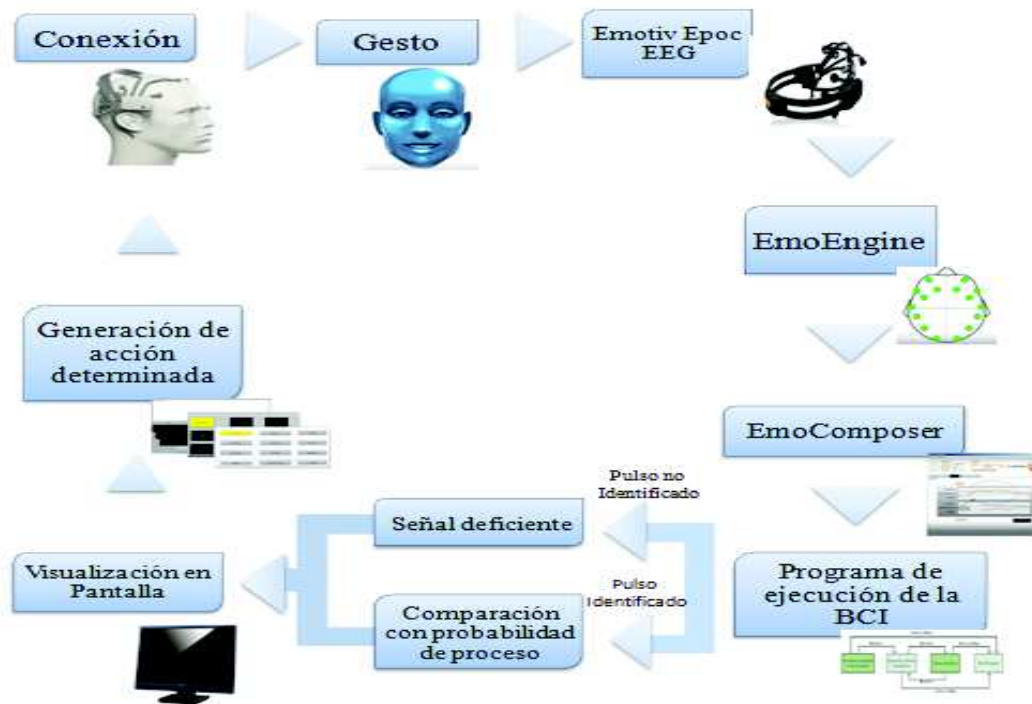 Conexión
Gesto
Emotiv Epoc
EEG
EmoEngine
EmoComposer
Programa de
ejecución de la
BCI
Pulso no
Identificado
Pulso
Identificado
Señal deficiente
Comparación
con probabilidad
de proceso
Visualización en
Pantalla
Generación de
acción
determinada